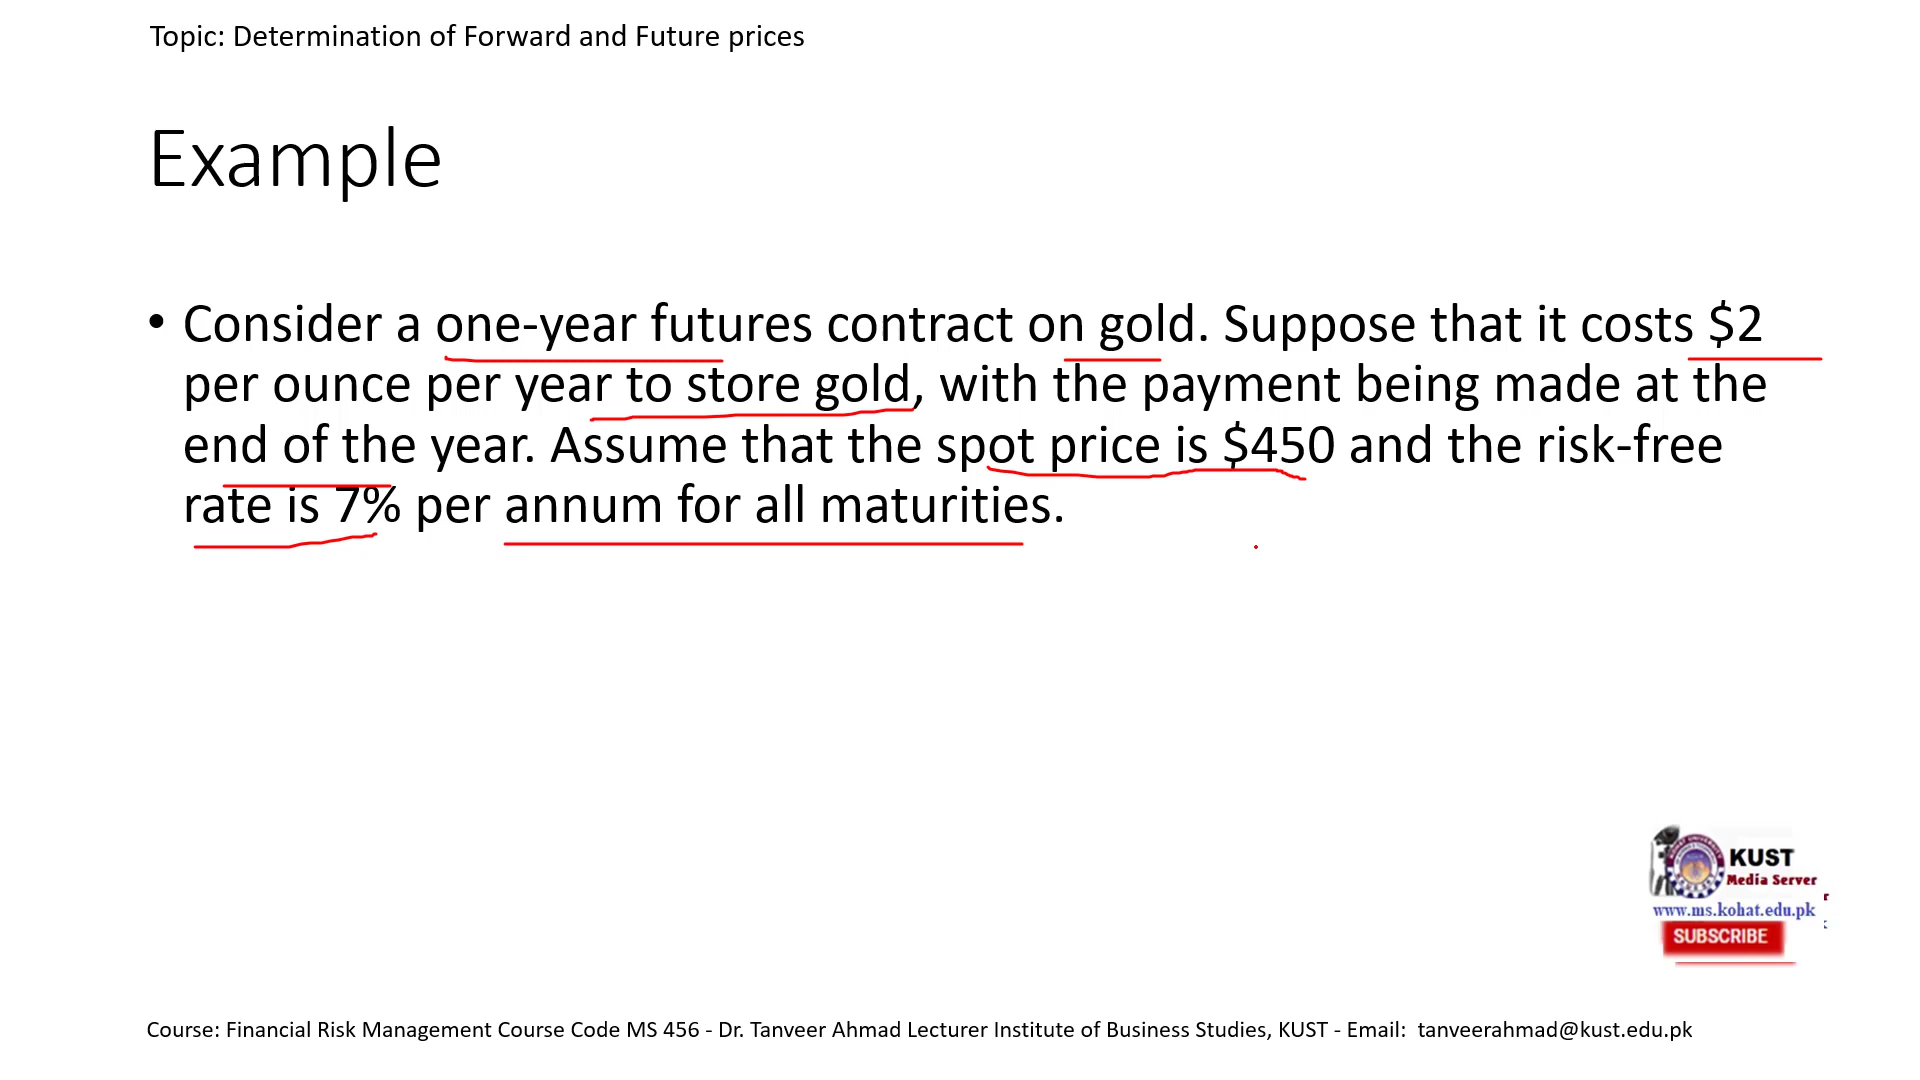 Topic: Determination of Forward and Future prices
Example
• Consider a one-year futures contract on gold. Suppose that it costs $2
per ounce per year to store gold, with the payment being made at the
end of the year. Assume that the spot price is $450 and the risk-free
rate is 7% per annum for all maturities.
KUST
Media Server
www.ms.kohat.edu.pk
SUBSCRIBE
Course: Financial Risk Management Course Code MS 456 - Dr. Tanveer Ahmad Lecturer Institute of Business Studies, KUST - Email: tanveerahmad@kust.edu.pk